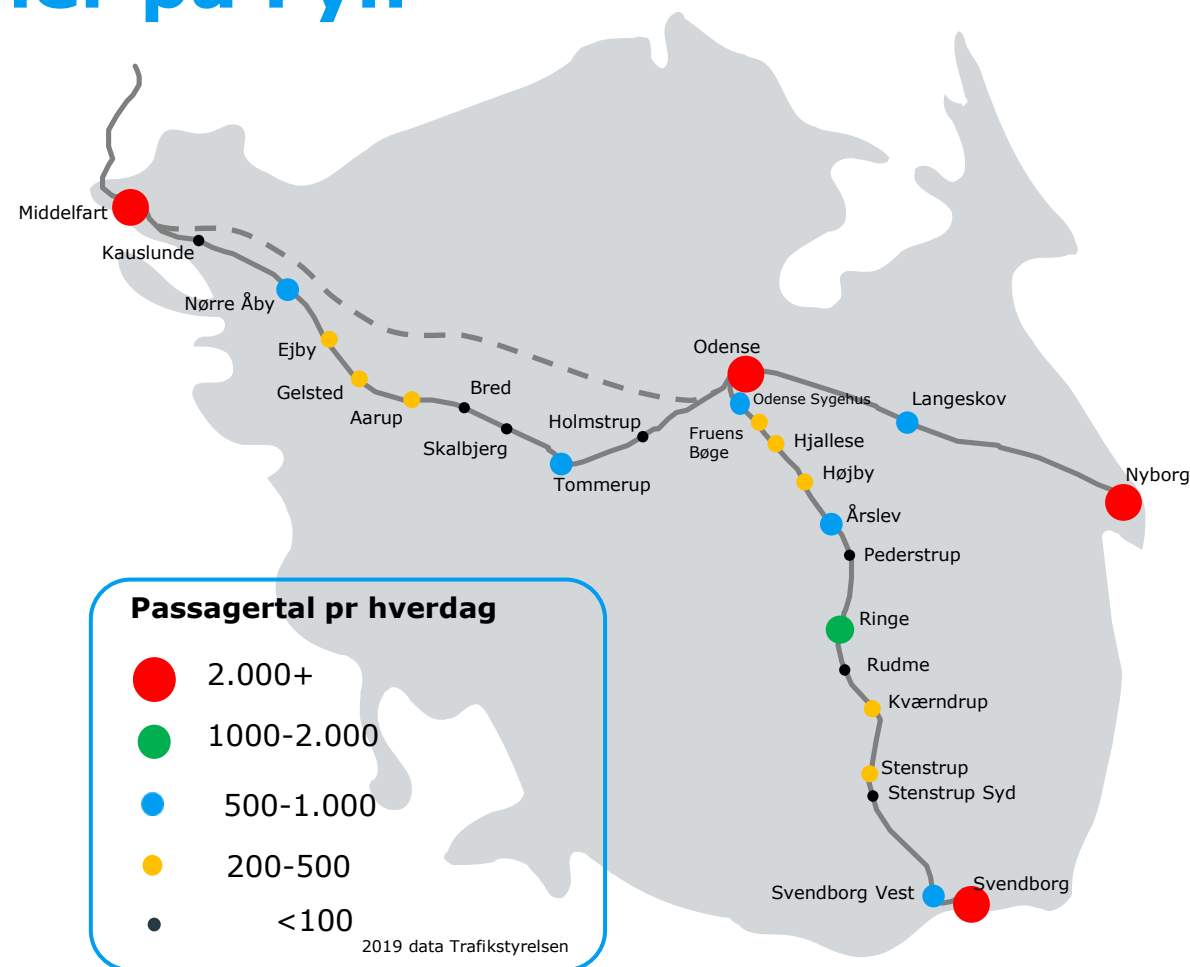 Middelfart
Kauslunde
Nørre Åby
Ejby
Gelsted
Aarup
Bred
Skalbjerg
Holmstrup
Tommerup
Odense
Odense Sygehus
Langeskov
Nyborg
Fruens
Bøge
Hjallese
Højby
Årslev
Pederstrup
Ringe
Rudme
Kværndrup
Stenstrup
Stenstrup Syd
Svendborg Vest
Svendborg
Passagertal pr hverdag
2.000+
1000-2.000
500-1.000
200-500
<100
2019 data Trafikstyrelsen